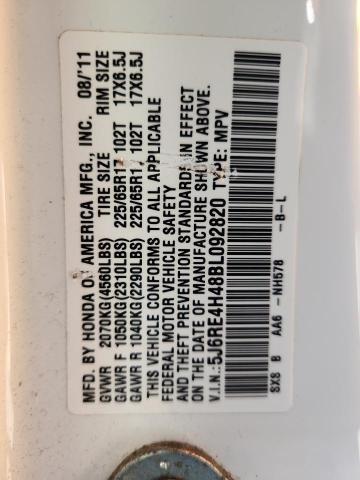 MFD. BY HONDA OF AMERICA MFG., INC. 08/'11
GVWR 2070KG(4560LBS) TIRE SIZE RIM SIZE
GAWR F 1050KG(2310LBS) 225/65R17 102T 17X6.5J
GAWR R 1040KG(2290LBS) 225/65R17 102T 17X6.5J
THIS VEHICLE CONFORMS TO ALL APPLICABLE
FEDERAL MOTOR VEHICLE SAFETY
AND THEFT PREVENTION STANDARDS IN EFFECT
ON THE DATE OF MANUFACTURE SHOWN ABOVE.
V.I.N.:5J6RE4H48BL092820 TYPE: MPV
SX8 B AA6 -NH578 -B-L